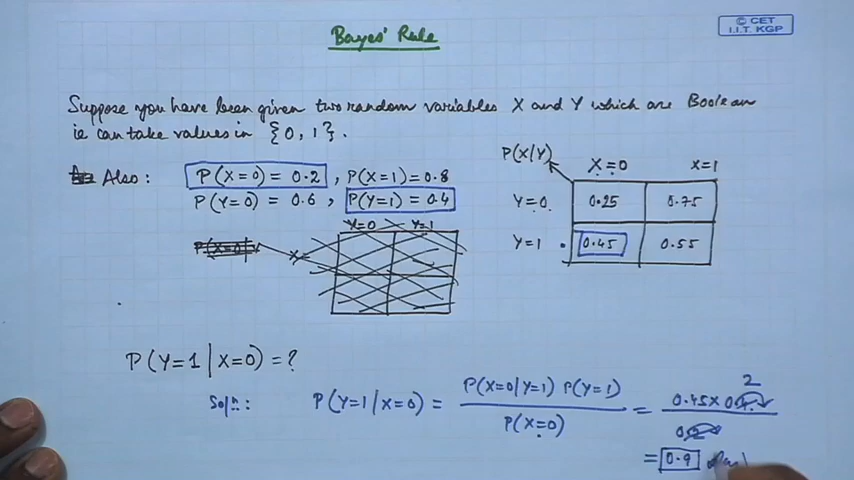 © CET
I.I.T. KGP
Bayes' Rule
Suppose you have been given two random variables X and Y which are Boolean
ie can take values in {0, 1}.
Also: P(X=0) = 0.2, P(X=1)=0.8
P(Y=0) = 0.6, P(Y=1) = 0.4
P(X|Y)
X=0 X=1
Y=0 0.25 0.75
Y=1 0.45 0.55
Y=0 Y=1
P(X=0|
X
P(Y=1|X=0) = ?
Soln: P(Y=1|X=0) = P(X=0|Y=1) P(Y=1) / P(X=0) = 0.45 x 0.4 / 0.2
2
= 0.9